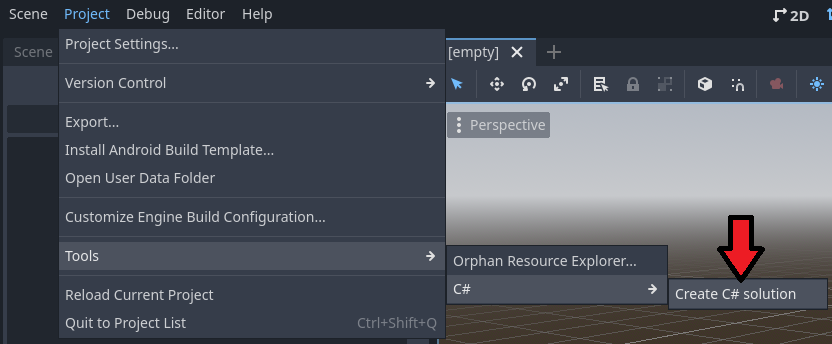 Scene Project Debug Editor Help 2D
Scene
[empty]
Project Settings...
Version Control
Export...
Install Android Build Template...
Open User Data Folder
Customize Engine Build Configuration...
Tools
Reload Current Project
Quit to Project List Ctrl+Shift+Q
Perspective
Orphan Resource Explorer...
C#
Create C# solution